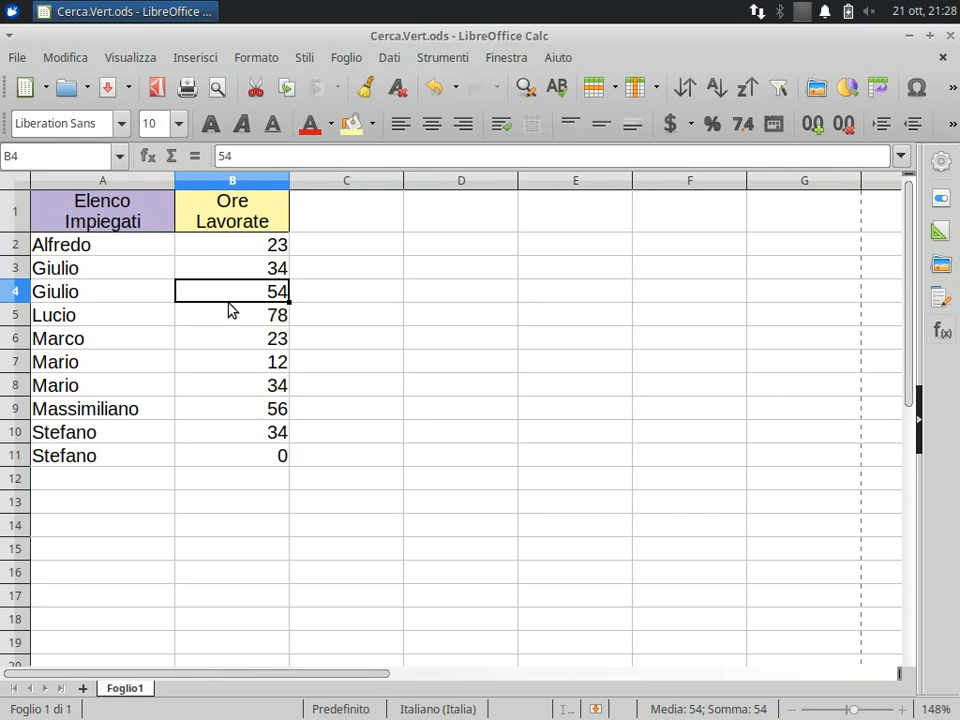 Cerca.Vert.ods - LibreOffice ...
21 ott, 21:28
Cerca.Vert.ods - LibreOffice Calc
File Modifica Visualizza Inserisci Formato Stili Foglio Dati Strumenti Finestra Aiuto
Liberation Sans 10
B4 54
A B C D E F G
1 Elenco Impiegati Ore Lavorate
2 Alfredo 23
3 Giulio 34
4 Giulio 54
5 Lucio 78
6 Marco 23
7 Mario 12
8 Mario 34
9 Massimiliano 56
10 Stefano 34
11 Stefano 0
12
13
14
15
16
17
18
19
20
Foglio1
Foglio 1 di 1 Predefinito Italiano (Italia) Media: 54; Somma: 54 148%